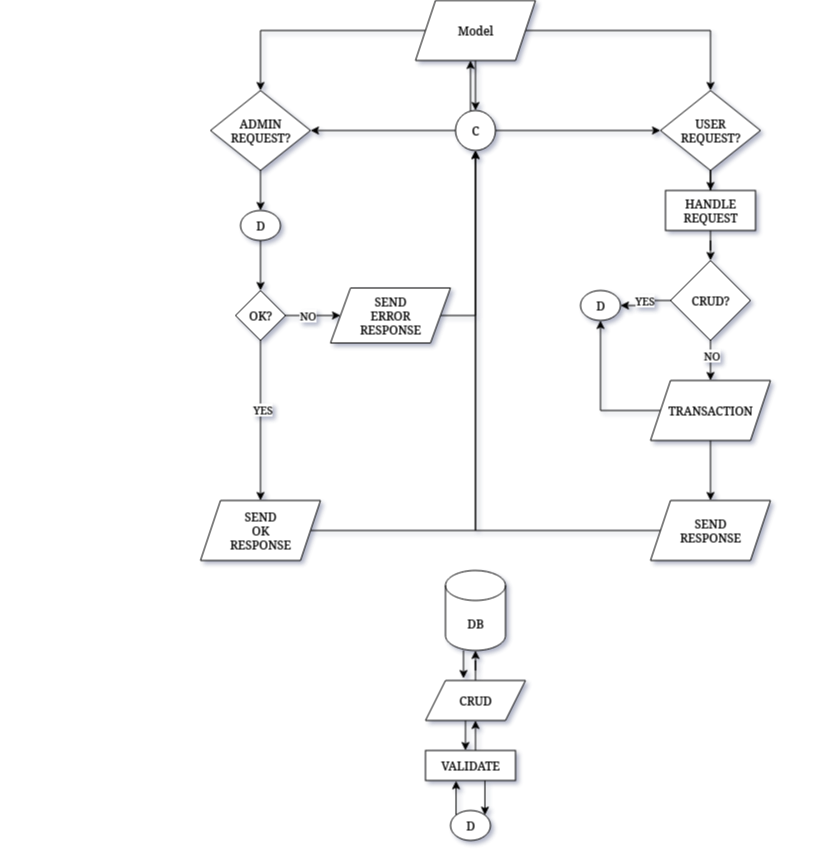 Model
ADMIN
REQUEST?
C
USER
REQUEST?
HANDLE
REQUEST
D
OK?
NO
SEND
ERROR
RESPONSE
D
YES
CRUD?
NO
YES
TRANSACTION
SEND
OK
RESPONSE
SEND
RESPONSE
DB
CRUD
VALIDATE
D